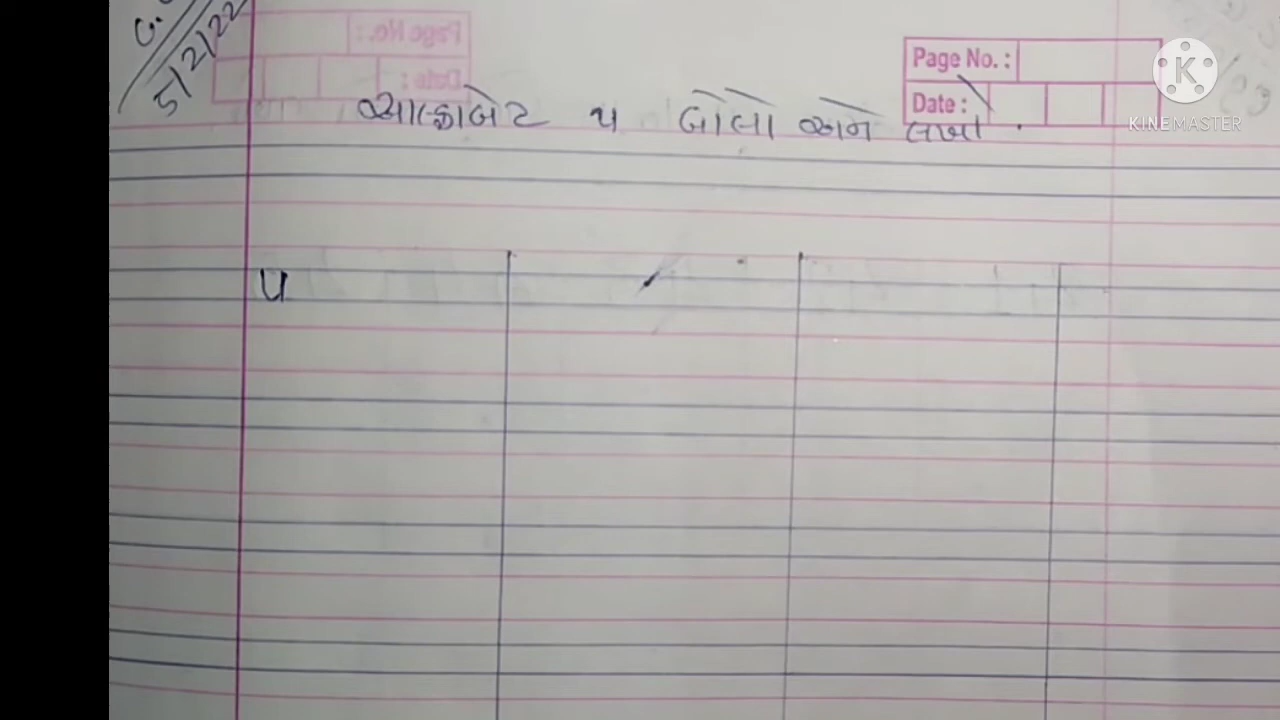 5/2/22
Page No. :
Date :
આલ્ફાબેટ પ બોલો અને લખો .
પ
KINEMASTER